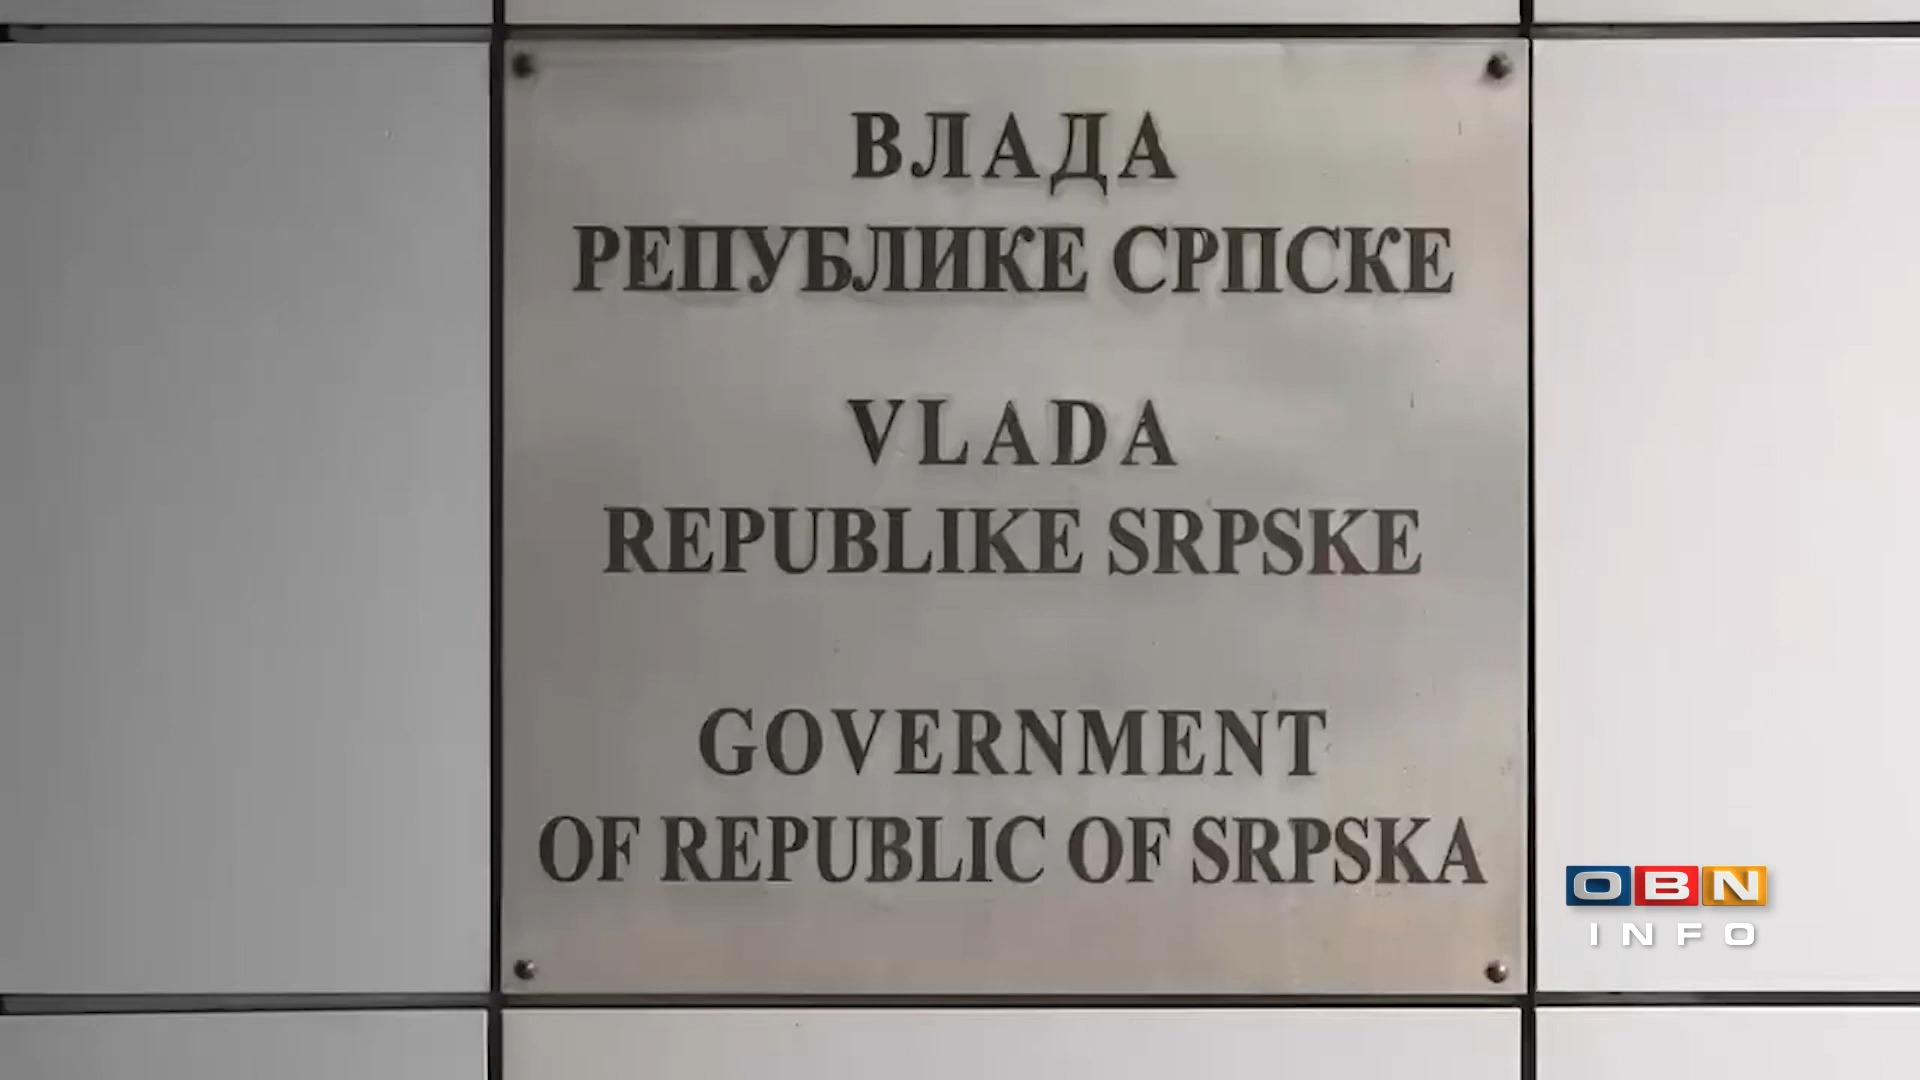 ВЛАДА
РЕПУБЛИКЕ СРПСКЕ
VLADA
REPUBLIKE SRPSKE
GOVERNMENT
OF REPUBLIC OF SRPSKA
OBN
INFO